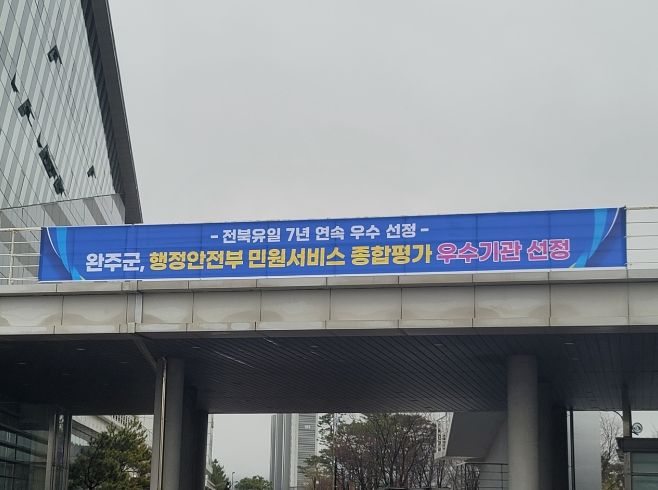 - 전북유일 7년 연속 우수 선정 -
완주군, 행정안전부 민원서비스 종합평가 우수기관 선정